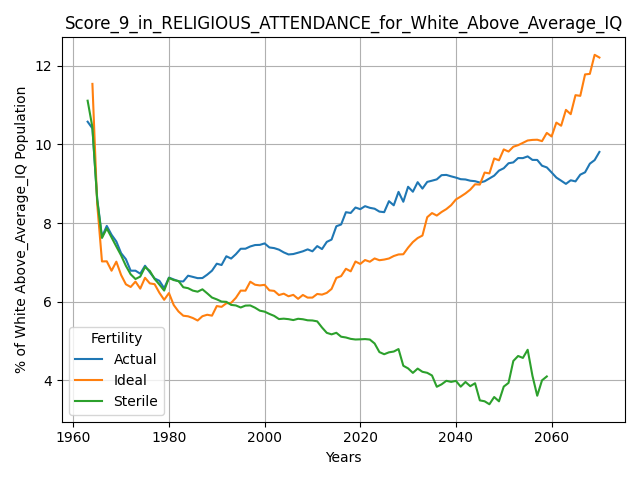 Score_9_in_RELIGIOUS_ATTENDANCE_for_White_Above_Average_IQ
% of White Above_Average_IQ Population
12
10
8
6
4
Fertility
Actual
Ideal
Sterile
1960 1980 2000 2020 2040 2060
Years